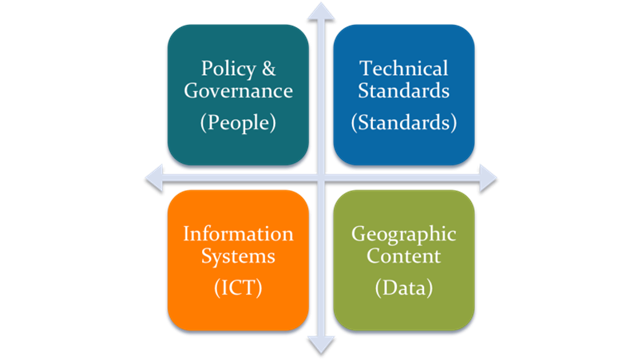 Policy &
Governance
(People)
Technical
Standards
(Standards)
Information
Systems
(ICT)
Geographic
Content
(Data)